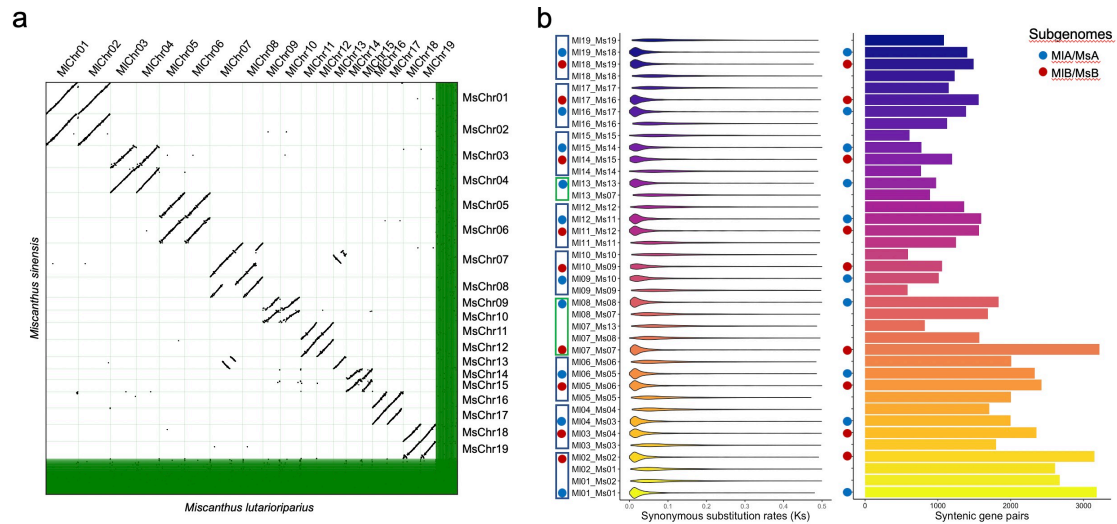 a
MlChr01
MlChr02
MlChr03
MlChr04
MlChr05
MlChr06
MlChr07
MlChr08
MlChr09
MlChr10
MlChr11
MlChr12
MlChr13
MlChr14
MlChr15
MlChr16
MlChr17
MlChr18
MlChr19
MsChr01
MsChr02
MsChr03
MsChr04
MsChr05
MsChr06
MsChr07
MsChr08
MsChr09
MsChr10
MsChr11
MsChr12
MsChr13
MsChr14
MsChr15
MsChr16
MsChr17
MsChr18
MsChr19
Miscanthus sinensis
Miscanthus lutarioriparius
b
Ml19_Ms19
Ml19_Ms18
Ml18_Ms19
Ml18_Ms18
Ml17_Ms17
Ml17_Ms16
Ml16_Ms17
Ml16_Ms16
Ml15_Ms15
Ml15_Ms14
Ml14_Ms15
Ml14_Ms14
Ml13_Ms13
Ml13_Ms07
Ml12_Ms12
Ml12_Ms11
Ml11_Ms12
Ml11_Ms11
Ml10_Ms10
Ml10_Ms09
Ml09_Ms10
Ml09_Ms09
Ml08_Ms08
Ml08_Ms07
Ml07_Ms13
Ml07_Ms08
Ml07_Ms07
Ml06_Ms06
Ml06_Ms05
Ml05_Ms06
Ml05_Ms05
Ml04_Ms04
Ml04_Ms03
Ml03_Ms04
Ml03_Ms03
Ml02_Ms02
Ml02_Ms01
Ml01_Ms02
Ml01_Ms01
0.0 0.1 0.2 0.3 0.4 0.5
Synonymous substitution rates (Ks)
0 1000 2000 3000
Syntenic gene pairs
Subgenomes
MlA/MsA
MlB/MsB